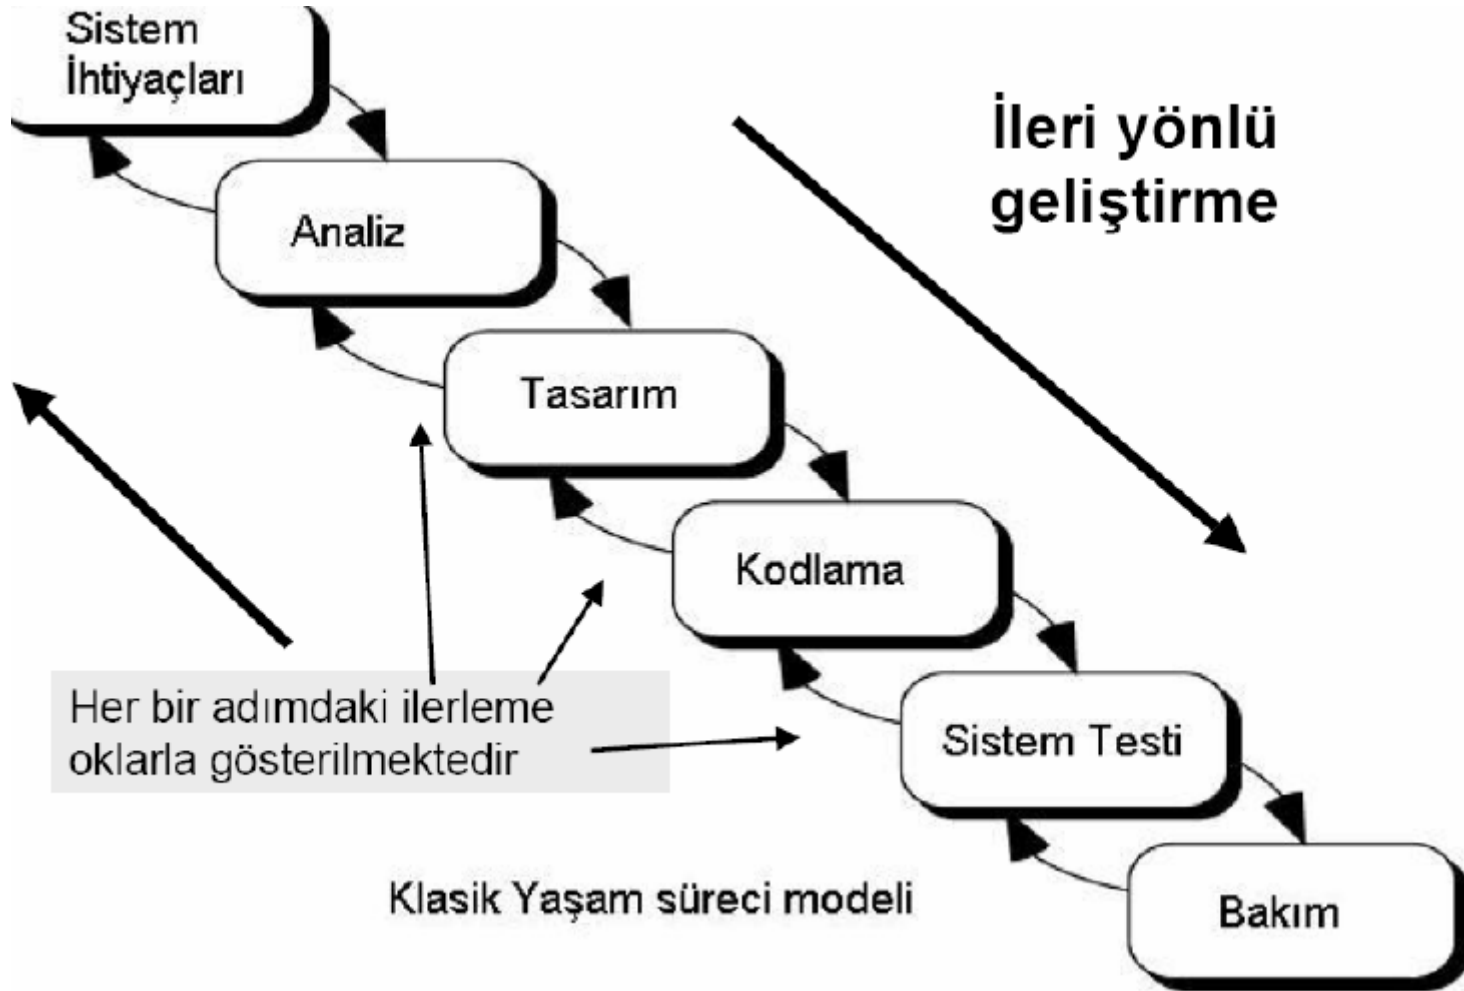 Sistem
İhtiyaçları
İleri yönlü
geliştirme
Analiz
Tasarım
Kodlama
Her bir adımdaki ilerleme
oklarla gösterilmektedir
Sistem Testi
Klasik Yaşam süreci modeli
Bakım